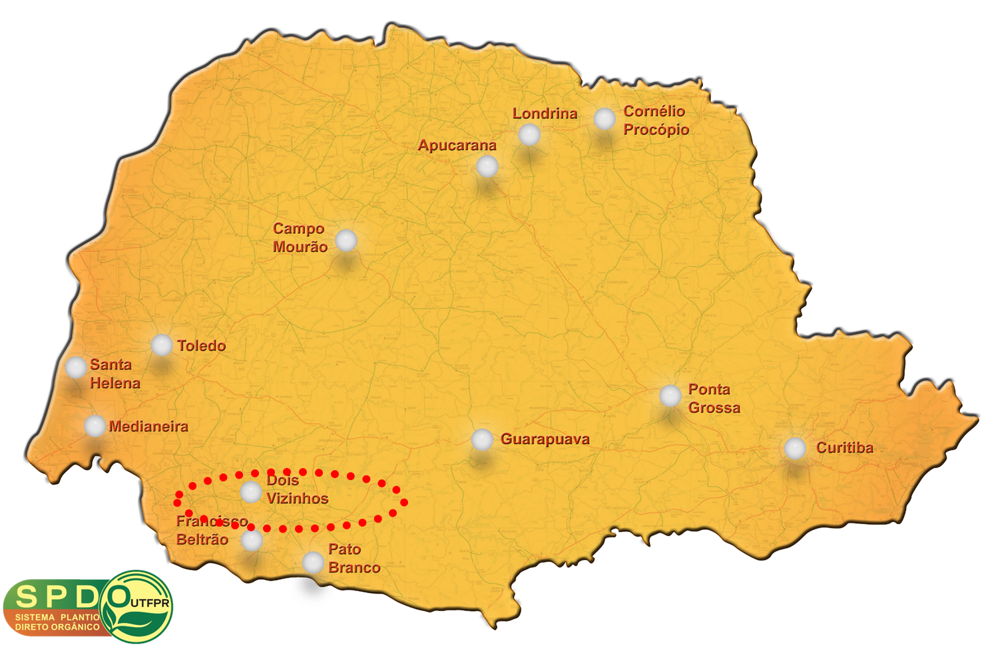 Londrina
Cornélio
Procópio
Apucarana
Campo
Mourão
Toledo
Santa
Helena
Ponta
Grossa
Medianeira
Guarapuava
Curitiba
Dois
Vizinhos
Francisco
Beltrão
Pato
Branco
SPDO UTFPR
SISTEMA PLANTIO
DIRETO ORGÂNICO